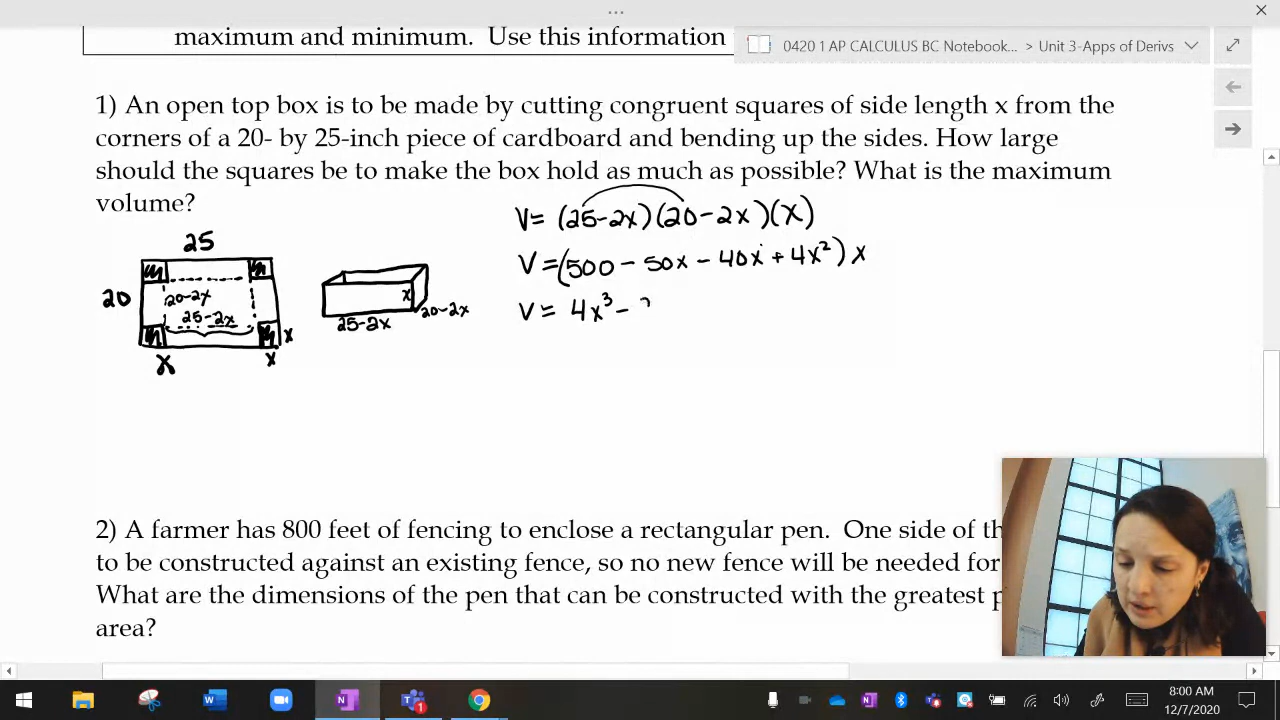 maximum and minimum. Use this information
0420 1 AP CALCULUS BC Notebook... > Unit 3-Apps of Derivs
1) An open top box is to be made by cutting congruent squares of side length x from the
corners of a 20- by 25-inch piece of cardboard and bending up the sides. How large
should the squares be to make the box hold as much as possible? What is the maximum
volume?
V= (25-2x)(20-2x)(x)
25
V=(500 - 50x - 40x + 4x²) x
20
20-2x
25-2x
x
x
x
x
25-2x
20-2x
V= 4x³ -
2) A farmer has 800 feet of fencing to enclose a rectangular pen. One side of th
to be constructed against an existing fence, so no new fence will be needed for
What are the dimensions of the pen that can be constructed with the greatest p
area?
8:00 AM
12/7/2020